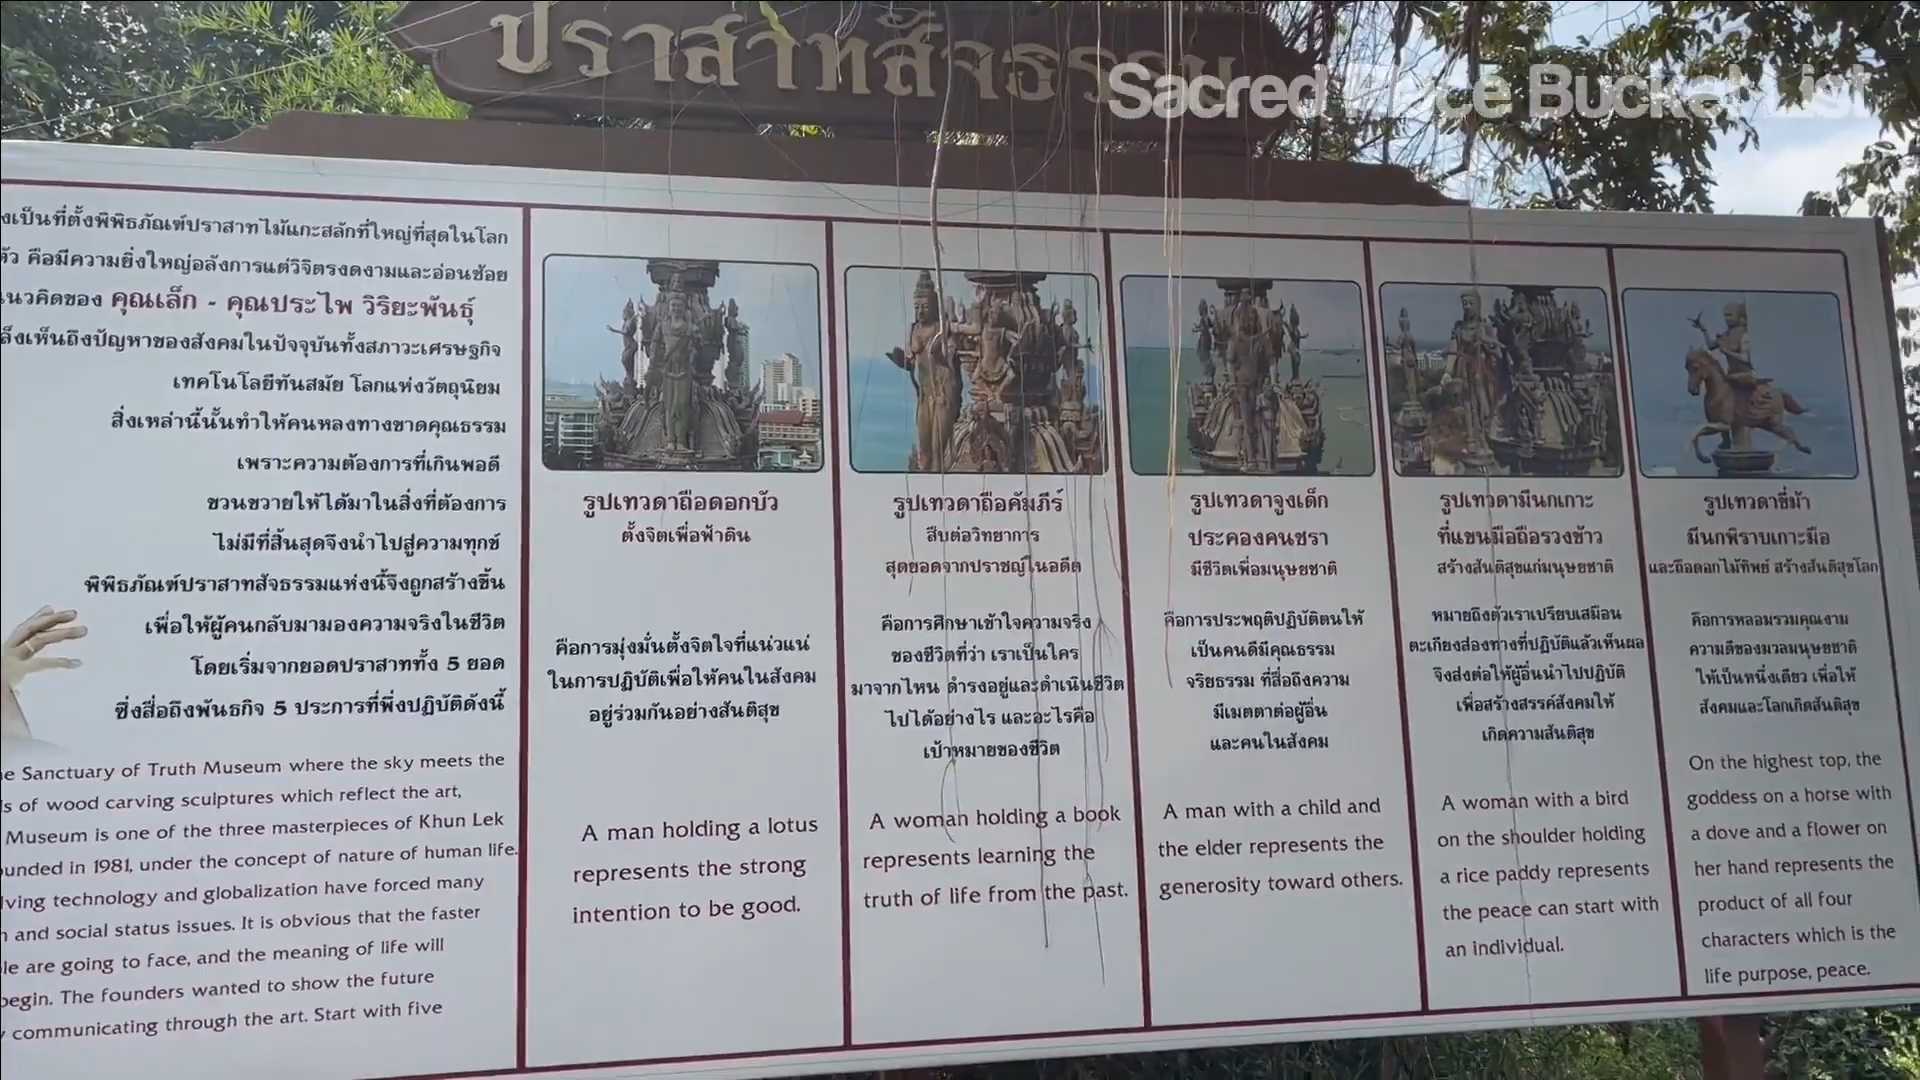 ปราสาทสัจธรรม
Sacred Place Bucket List
งเป็นที่ตั้งพิพิธภัณฑ์ปราสาทไม้แกะสลักที่ใหญ่ที่สุดในโลก
ตัว คือมีความยิ่งใหญ่อลังการแต่วิจิตรงดงามและอ่อนช้อย
แนวคิดของ คุณเล็ก - คุณประไพ วิริยะพันธุ์
ล็งเห็นถึงปัญหาของสังคมในปัจจุบันทั้งสภาวะเศรษฐกิจ
เทคโนโลยีทันสมัย โลกแห่งวัตถุนิยม
สิ่งเหล่านี้นั้นทำให้คนหลงทางขาดคุณธรรม
เพราะความต้องการที่เกินพอดี
ขวนขวายให้ได้มาในสิ่งที่ต้องการ
ไม่มีที่สิ้นสุดจึงนำไปสู่ความทุกข์
พิพิธภัณฑ์ปราสาทสัจธรรมแห่งนี้จึงถูกสร้างขึ้น
เพื่อให้ผู้คนกลับมามองความจริงในชีวิต
โดยเริ่มจากยอดปราสาททั้ง 5 ยอด
ซึ่งสื่อถึงพันธกิจ 5 ประการที่พึงปฏิบัติดังนี้
e Sanctuary of Truth Museum where the sky meets the
ls of wood carving sculptures which reflect the art,
Museum is one of the three masterpieces of Khun Lek
unded in 1981, under the concept of nature of human life.
lving technology and globalization have forced many
n and social status issues. It is obvious that the faster
le are going to face, and the meaning of life will
begin. The founders wanted to show the future
y communicating through the art. Start with five
รูปเทวดาถือดอกบัว
ตั้งจิตเพื่อฟ้าดิน
คือการมุ่งมั่นตั้งจิตใจที่แน่วแน่
ในการปฏิบัติเพื่อให้คนในสังคม
อยู่ร่วมกันอย่างสันติสุข
A man holding a lotus
represents the strong
intention to be good.
รูปเทวดาถือคัมภีร์
สืบต่อวิทยาการ
สุดยอดจากปราชญ์ในอดีต
คือการศึกษาเข้าใจความจริง
ของชีวิตที่ว่า เราเป็นใคร
มาจากไหน ดำรงอยู่และดำเนินชีวิต
ไปได้อย่างไร และอะไรคือ
เป้าหมายของชีวิต
A woman holding a book
represents learning the
truth of life from the past.
รูปเทวดาจูงเด็ก
ประคองคนชรา
มีชีวิตเพื่อมนุษยชาติ
คือการประพฤติปฏิบัติตนให้
เป็นคนดีมีคุณธรรม
จริยธรรม ที่สื่อถึงความ
มีเมตตาต่อผู้อื่น
และคนในสังคม
A man with a child and
the elder represents the
generosity toward others.
รูปเทวดามีนกเกาะ
ที่แขนมือถือรวงข้าว
สร้างสันติสุขแก่มนุษยชาติ
หมายถึงตัวเราเปรียบเสมือน
ตะเกียงส่องทางที่ปฏิบัติแล้วเห็นผล
จึงส่งต่อให้ผู้อื่นนำไปปฏิบัติ
เพื่อสร้างสรรค์สังคมให้
เกิดความสันติสุข
A woman with a bird
on the shoulder holding
a rice paddy represents
the peace can start with
an individual.
รูปเทวดาขี่ม้า
มีนกพิราบเกาะมือ
และถือดอกไม้ทิพย์ สร้างสันติสุขโลก
คือการหลอมรวมคุณงาม
ความดีของมวลมนุษยชาติ
ให้เป็นหนึ่งเดียว เพื่อให้
สังคมและโลกเกิดสันติสุข
On the highest top, the
goddess on a horse with
a dove and a flower on
her hand represents the
product of all four
characters which is the
life purpose, peace.